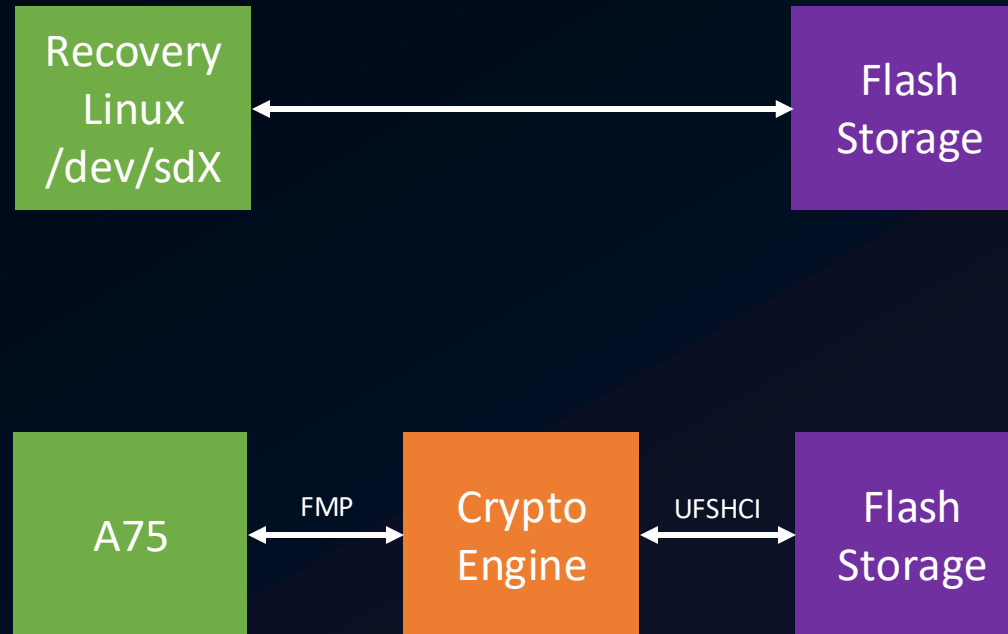 Recovery
Linux
/dev/sdX
Flash
Storage
A75
FMP
Crypto
Engine
UFSHCI
Flash
Storage